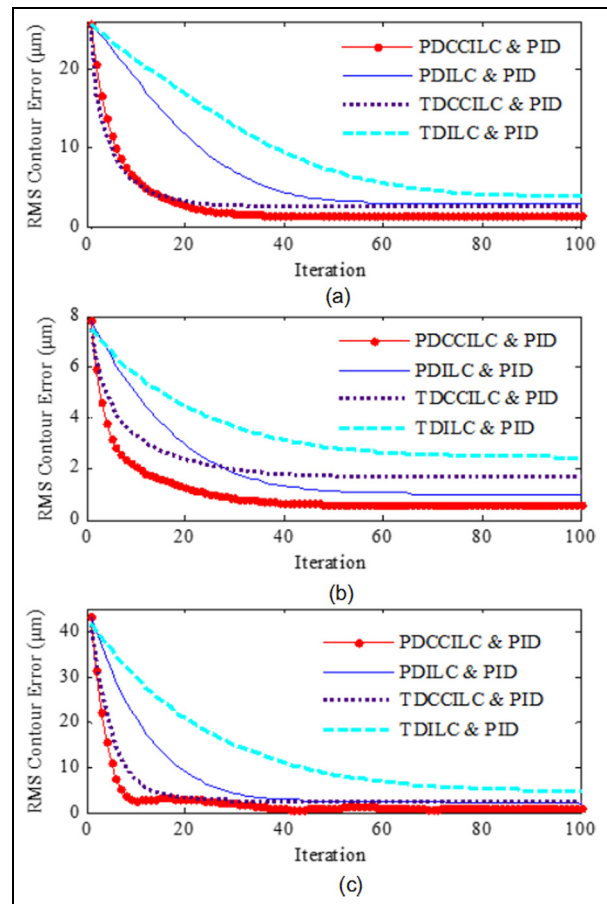 RMS Contour Error (µm)
20
10
0
PDCCILC & PID
PDILC & PID
TDCCILC & PID
TDILC & PID
0 20 40 60 80 100
Iteration
(a)
RMS Contour Error (µm)
8
6
4
2
0
PDCCILC & PID
PDILC & PID
TDCCILC & PID
TDILC & PID
0 20 40 60 80 100
Iteration
(b)
RMS Contour Error (µm)
40
30
20
10
0
PDCCILC & PID
PDILC & PID
TDCCILC & PID
TDILC & PID
0 20 40 60 80 100
Iteration
(c)